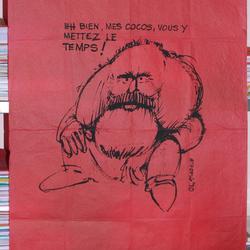 EH BIEN, MES COCOS, VOUS Y
METTEZ LE
TEMPS!